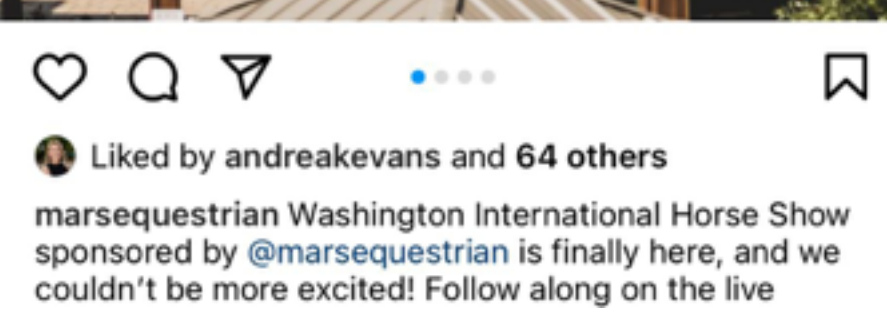 Liked by andreakevans and 64 others
marsequestrian Washington International Horse Show
sponsored by @marsequestrian is finally here, and we
couldn't be more excited! Follow along on the live